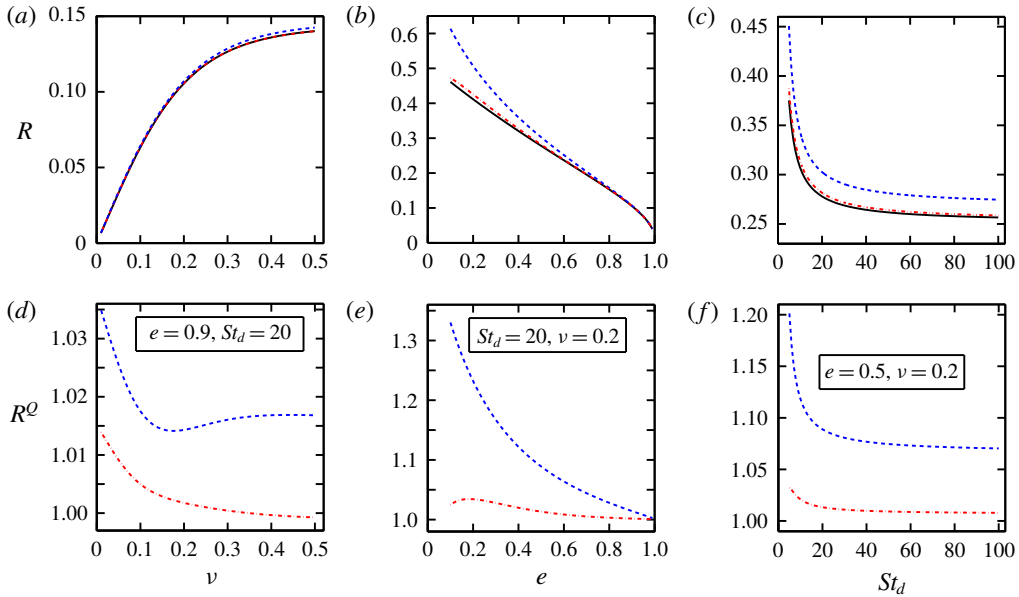 (a) (b) (c)
0.15 0.10 0.05 0
0.6 0.5 0.4 0.3 0.2 0.1 0
0.45 0.40 0.35 0.30 0.25
R
0 0.1 0.2 0.3 0.4 0.5
0 0.2 0.4 0.6 0.8 1.0
0 20 40 60 80 100
(d) (e) (f)
e = 0.9, St_d = 20
St_d = 20, ν = 0.2
e = 0.5, ν = 0.2
1.03 1.02 1.01 1.00
1.3 1.2 1.1 1.0
1.20 1.15 1.10 1.05 1.00
R^Q
0 0.1 0.2 0.3 0.4 0.5
0 0.2 0.4 0.6 0.8 1.0
0 20 40 60 80 100
ν e St_d